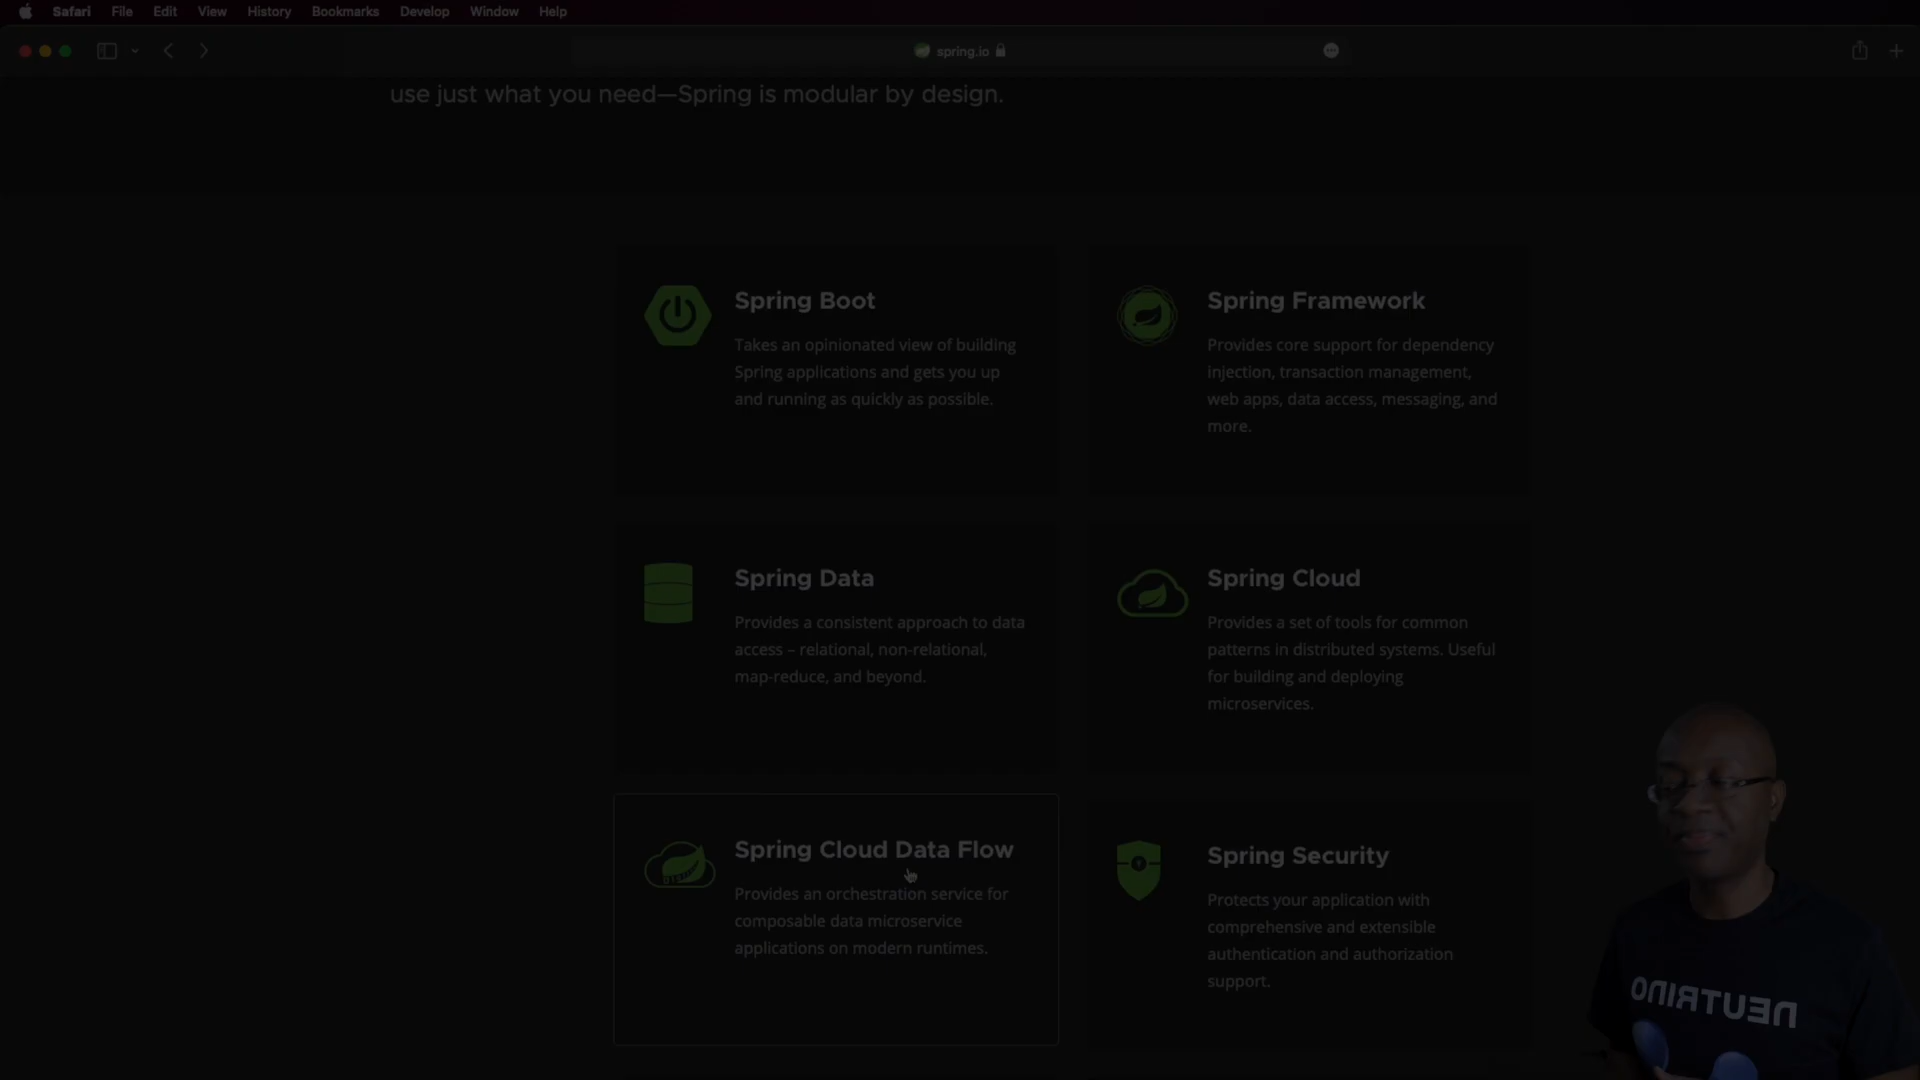 Safari File Edit View History Bookmarks Develop Window Help
spring.io
use just what you need—Spring is modular by design.
Spring Boot
Takes an opinionated view of building
Spring applications and gets you up
and running as quickly as possible.
Spring Framework
Provides core support for dependency
injection, transaction management,
web apps, data access, messaging, and
more.
Spring Data
Provides a consistent approach to data
access – relational, non-relational,
map-reduce, and beyond.
Spring Cloud
Provides a set of tools for common
patterns in distributed systems. Useful
for building and deploying
microservices.
Spring Cloud Data Flow
Provides an orchestration service for
composable data microservice
applications on modern runtimes.
Spring Security
Protects your application with
comprehensive and extensible
authentication and authorization
support.
NEUTRINO